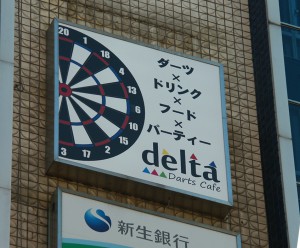 20 1 18 4 13 6 10 15 2 17 3
ダーツ
×
ドリンク
×
フード
×
パーティー
delta
Darts Cafe
新生銀行